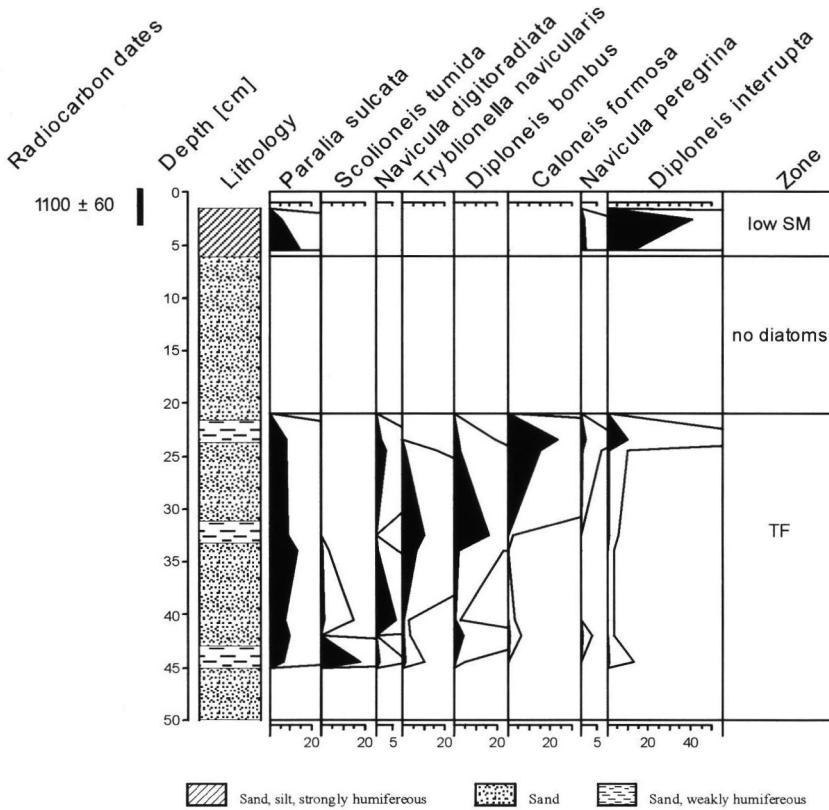 Radiocarbon dates
Depth [cm]
Lithology
Paralia sulcata
Scolioneis tumida
Navicula digitoradiata
Tryblionella navicularis
Diploneis bombus
Caloneis formosa
Navicula peregrina
Diploneis interrupta
Zone
1100 ± 60
0
5
10
15
20
25
30
35
40
45
50
low SM
no diatoms
TF
20
20
5
20
20
20
5
20 40
Sand, silt, strongly humifereous
Sand
Sand, weakly humifereous